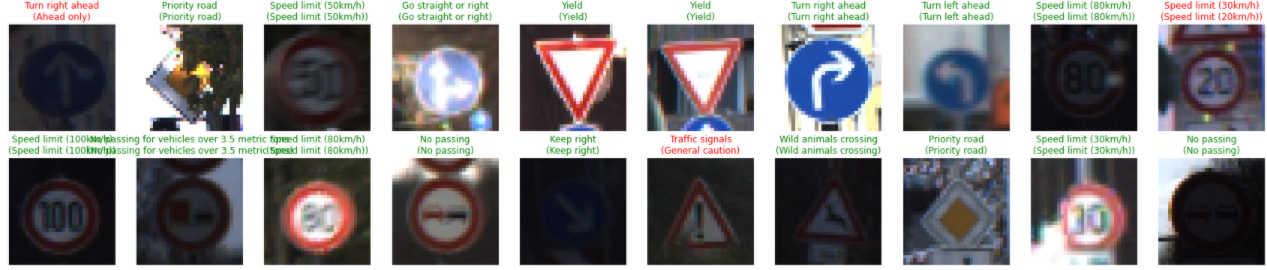 Turn right ahead
(Ahead only)
Priority road
(Priority road)
Speed limit (50km/h)
(Speed limit (50km/h))
Go straight or right
(Go straight or right)
Yield
(Yield)
Yield
(Yield)
Turn right ahead
(Turn right ahead)
Turn left ahead
(Turn left ahead)
Speed limit (80km/h)
(Speed limit (80km/h))
Speed limit (30km/h)
(Speed limit (20km/h))
50
80
20
Speed limit (100km/h)
(Speed limit (100km/h))
No passing for vehicles over 3.5 metric tons
(No passing for vehicles over 3.5 metric tons)
Speed limit (80km/h)
(Speed limit (80km/h))
No passing
(No passing)
Keep right
(Keep right)
Traffic signals
(General caution)
Wild animals crossing
(Wild animals crossing)
Priority road
(Priority road)
Speed limit (30km/h)
(Speed limit (30km/h))
No passing
(No passing)
100
80
30